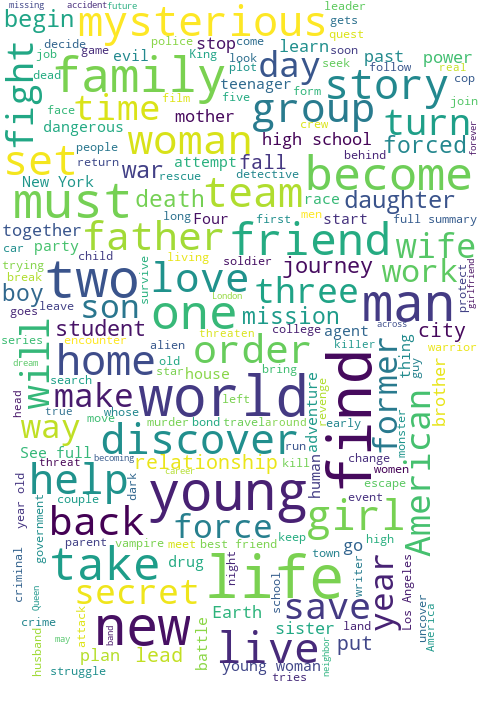 missing accident future leader
begin mysterious gets
quest
job decide police stop come learn
game King look day soon past power
evil plot seek follow real
fight family teenager story cop
dead time five form join
face film group turn
mother crew
dangerous woman high school forced forever
people set behind
return war attempt fall become
New York rescue detective
must death team race daughter
long Four first men start full summary
together father friend wife
car party
trying child living soldier journey work
break two love three protect girlfriend
boy son survive London man
goes leave one mission
series student threaten college agent across city
encounter alien killer warrior
will home old order find former thing guy
dream star house bring
search make world adventure brother
head true whose left revenge
way move murder bond travel around early monster
See full discover run
threat becoming relationship kill human change women American
year old couple dark career escape
help young event
back force girl
parent vampire meet best friend keep town go high
government take drug night life writer year Los Angeles
criminal secret Earth school save uncover America
Queen new sister land
crime may attack band battle live put
husband plan lead young woman neighbor
struggle tries